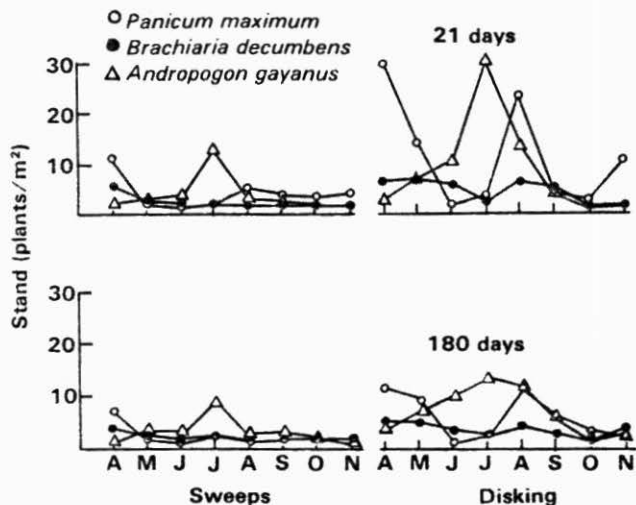 Panicum maximum
Brachiaria decumbens
Andropogon gayanus
21 days
30
20
10
Stand (plants/m²)
30
20
10
180 days
A M J J A S O N
A M J J A S O N
Sweeps
Disking